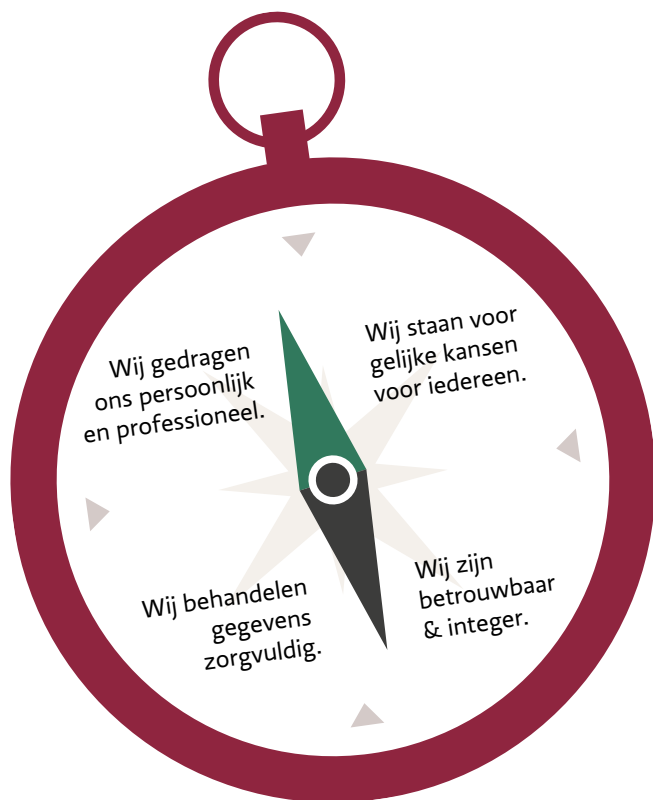 Wij gedragen
ons persoonlijk
en professioneel.
Wij staan voor
gelijke kansen
voor iedereen.
Wij behandelen
gegevens
zorgvuldig.
Wij zijn
betrouwbaar
& integer.